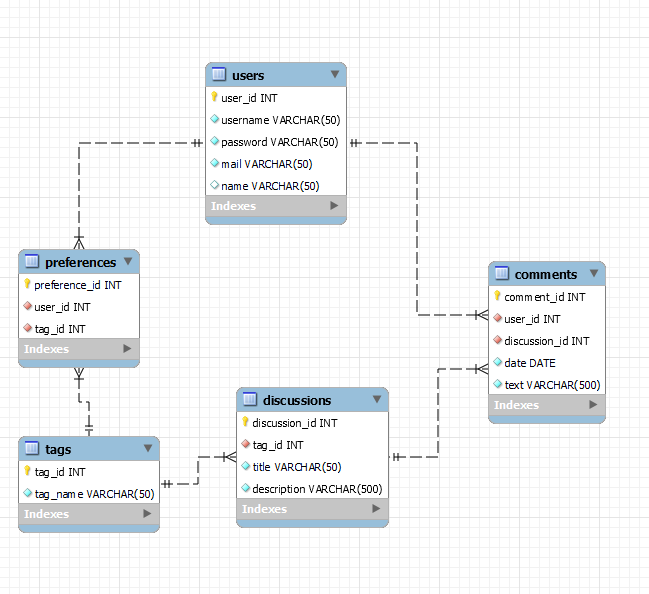 users
user_id INT
username VARCHAR(50)
password VARCHAR(50)
mail VARCHAR(50)
name VARCHAR(50)
Indexes
preferences
preference_id INT
user_id INT
tag_id INT
Indexes
comments
comment_id INT
user_id INT
discussion_id INT
date DATE
text VARCHAR(500)
Indexes
discussions
discussion_id INT
tag_id INT
title VARCHAR(50)
description VARCHAR(500)
Indexes
tags
tag_id INT
tag_name VARCHAR(50)
Indexes